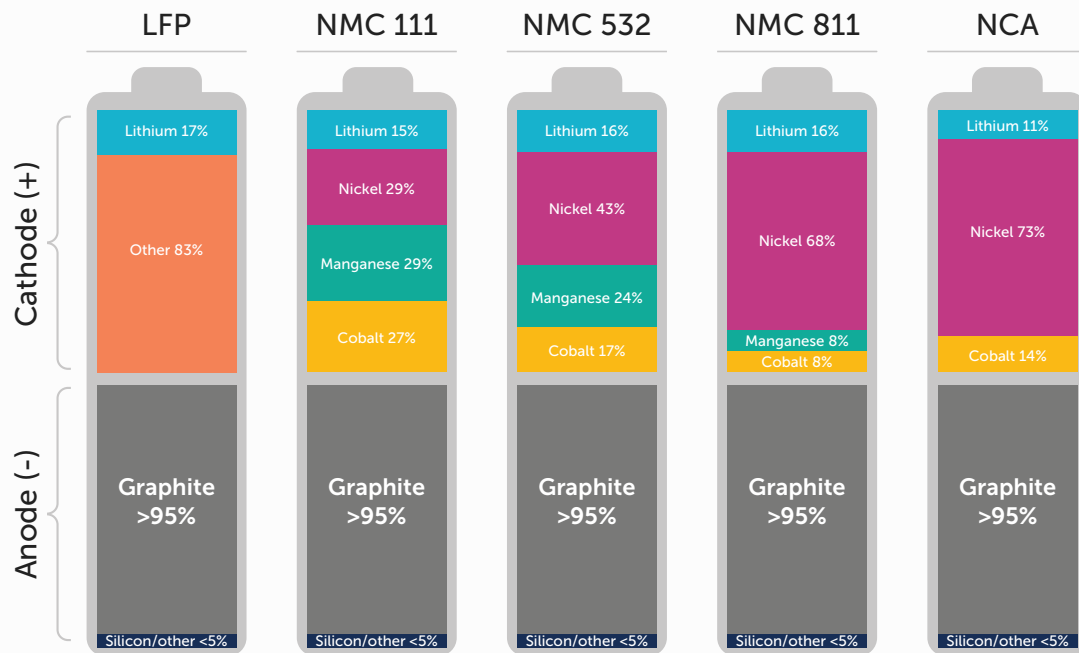 LFP
NMC 111
NMC 532
NMC 811
NCA
Cathode (+)
Lithium 17%
Other 83%
Lithium 15%
Nickel 29%
Manganese 29%
Cobalt 27%
Lithium 16%
Nickel 43%
Manganese 24%
Cobalt 17%
Lithium 16%
Nickel 68%
Manganese 8%
Cobalt 8%
Lithium 11%
Nickel 73%
Cobalt 14%
Anode (-)
Graphite
>95%
Silicon/other <5%
Graphite
>95%
Silicon/other <5%
Graphite
>95%
Silicon/other <5%
Graphite
>95%
Silicon/other <5%
Graphite
>95%
Silicon/other <5%